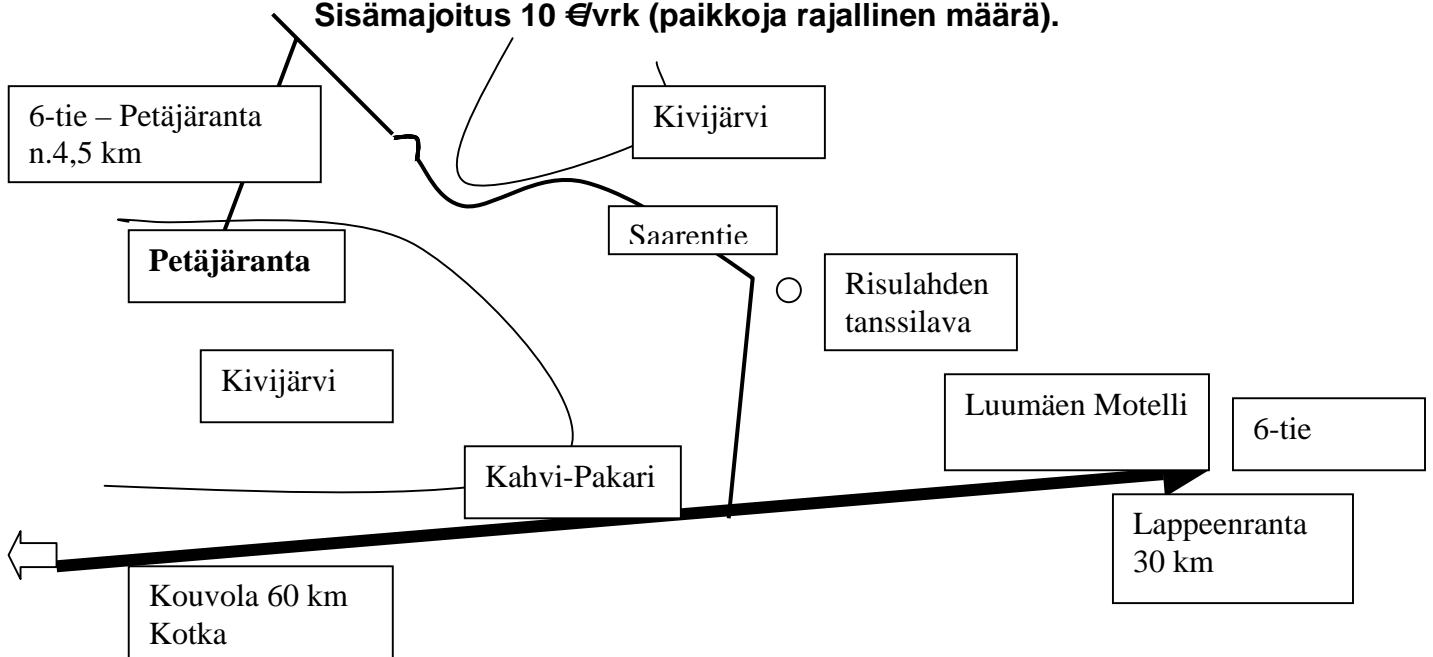 Sisämajoitus 10 €/vrk (paikkoja rajallinen määrä).
6-tie – Petäjäranta
n.4,5 km
Kivijärvi
Saarentie
Petäjäranta
Risulahden
tanssilava
Kivijärvi
Luumäen Motelli
6-tie
Kahvi-Pakari
Lappeenranta
30 km
Kouvola 60 km
Kotka